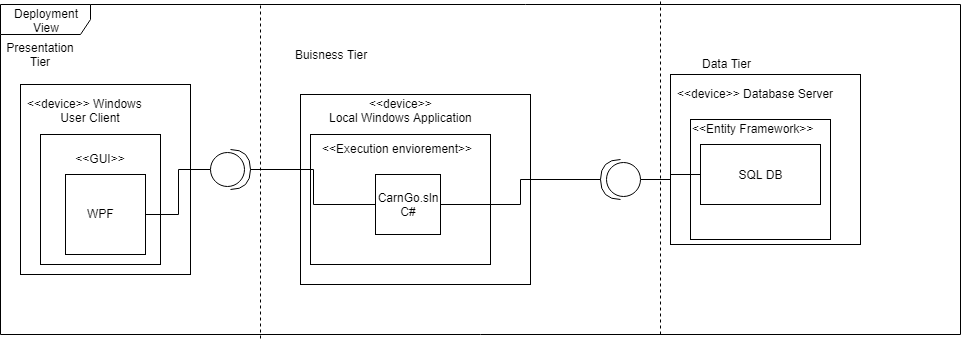 Deployment
View
Presentation
Tier
<<device>> Windows
User Client
<<GUI>>
WPF
Buisness Tier
<<device>>
Local Windows Application
<<Execution enviorement>>
CarnGo.sln
C#
Data Tier
<<device>> Database Server
<<Entity Framework>>
SQL DB